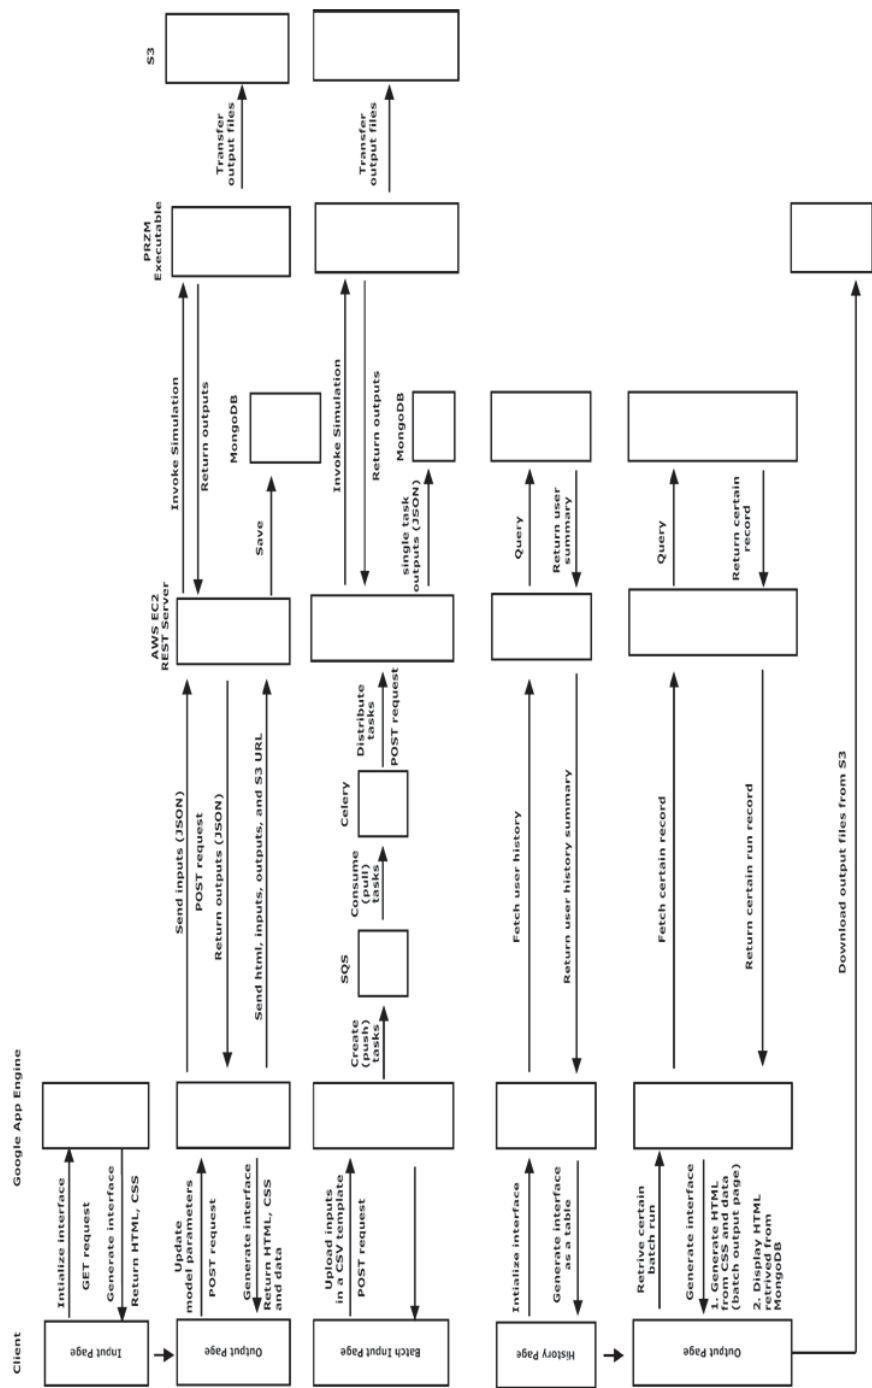 Client
Google App Engine
AWS EC2
REST Server
PRZM
Executable
S3
Input Page
Intialize interface
GET request
Generate interface
Return HTML, CSS
Output Page
Update
model parameters
POST request
Generate interface
Return HTML, CSS
and data
Send inputs (JSON)
POST request
Return outputs (JSON)
Send html, inputs, outputs, and S3 URL
Invoke Simulation
Return outputs
Save
MongoDB
Transfer
output files
Batch Input Page
Upload inputs
in a CSV template
POST request
Create
(push)
tasks
SQS
Consume
(pull)
tasks
Celery
Distribute
tasks
POST request
Invoke Simulation
Return outputs
single task
outputs (JSON)
MongoDB
Transfer
output files
History Page
Intialize interface
Generate interface
as a table
Fetch user history
Return user history summary
Query
Return user
summary
Output Page
Retrive certain
batch run
Generate interface
1. Generate HTML
from CSS and data
(batch output page)
2. Display HTML
retrived from
MongoDB
Fetch certain record
Return certain run record
Query
Return certain
record
Download output files from S3